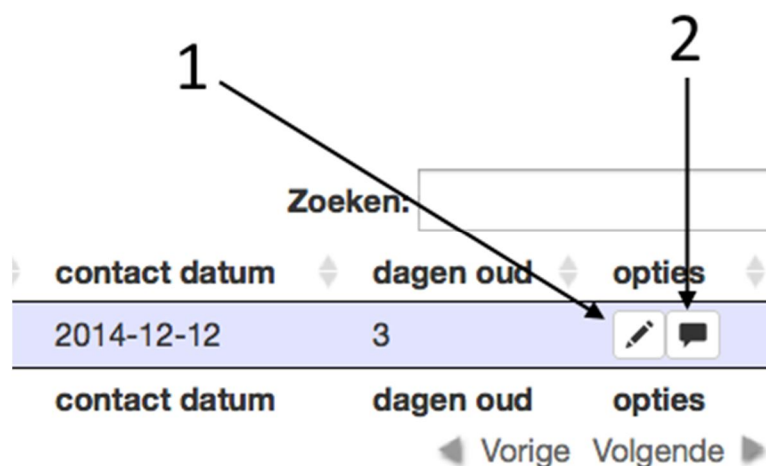 1 2
Zoeken:
contact datum dagen oud opties
2014-12-12 3
contact datum dagen oud opties
Vorige Volgende